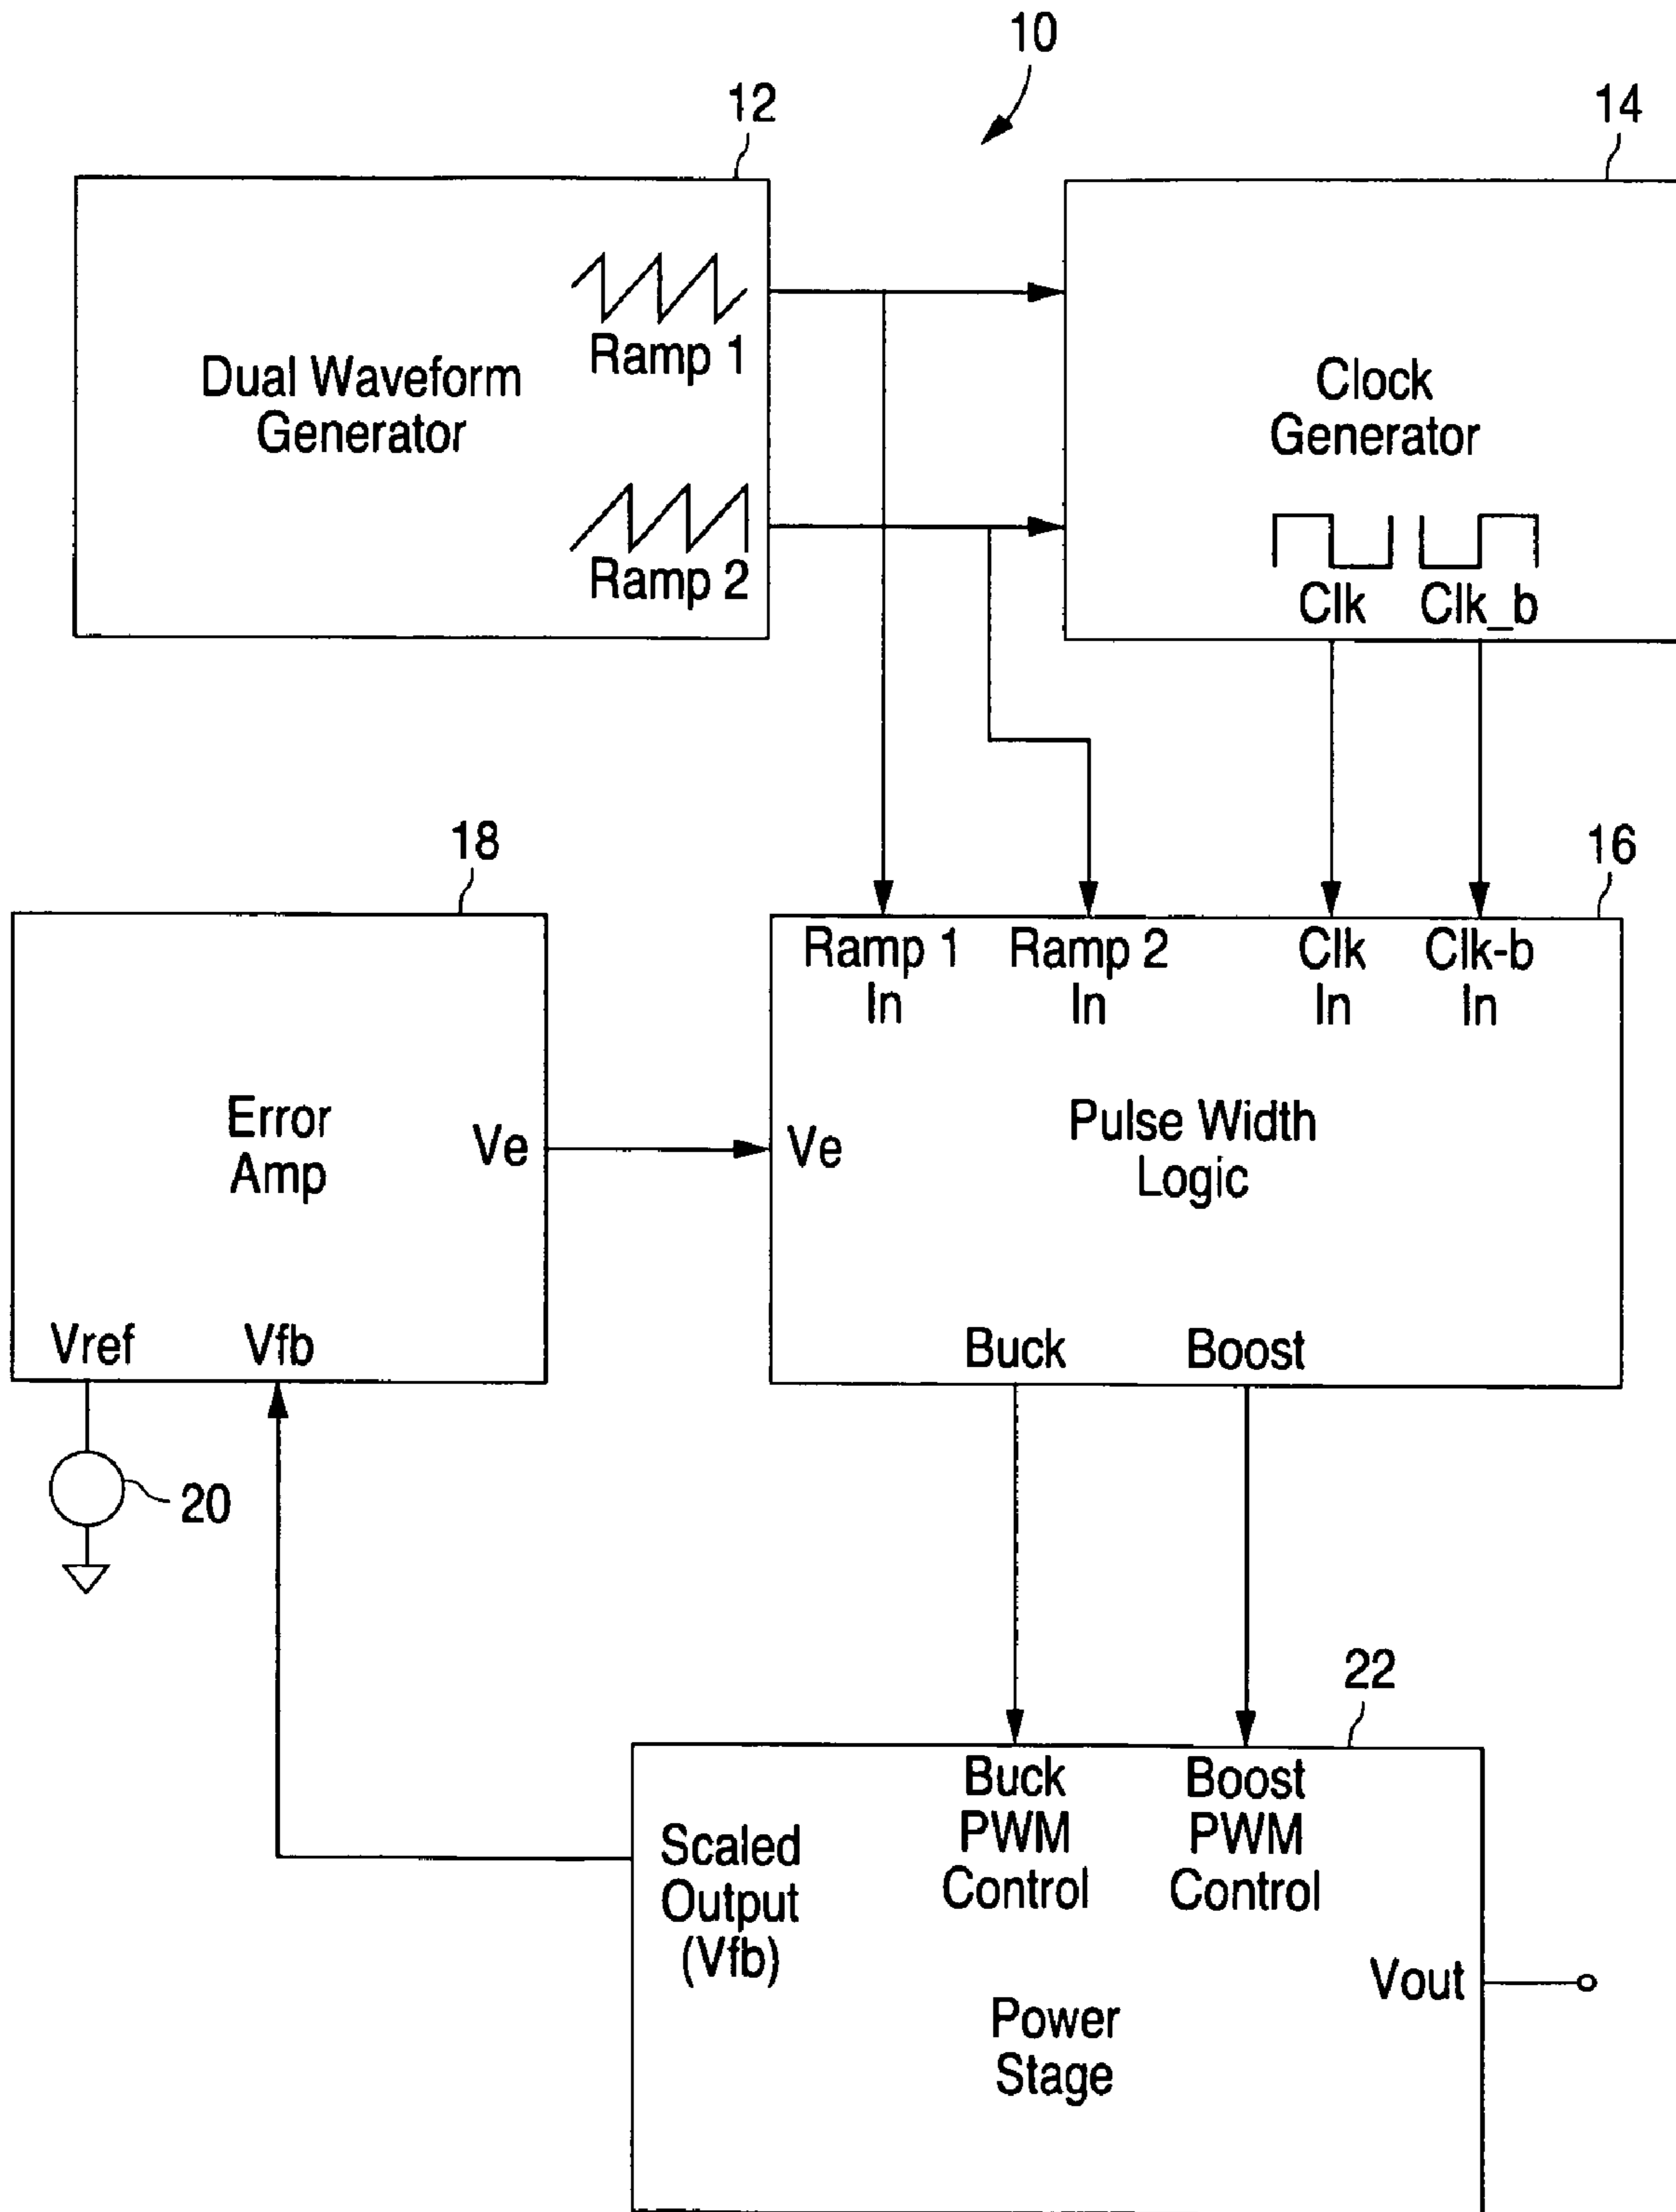 10
12
14
Ramp 1
Dual Waveform
Generator
Ramp 2
Clock
Generator
Clk
Clk_b
18
16
Ramp 1
In
Ramp 2
In
Clk
In
Clk-b
In
Error
Amp
Ve
Ve
Pulse Width
Logic
Vref
Vfb
Buck
Boost
20
22
Buck
PWM
Control
Boost
PWM
Control
Scaled
Output
(Vfb)
Vout
Power
Stage